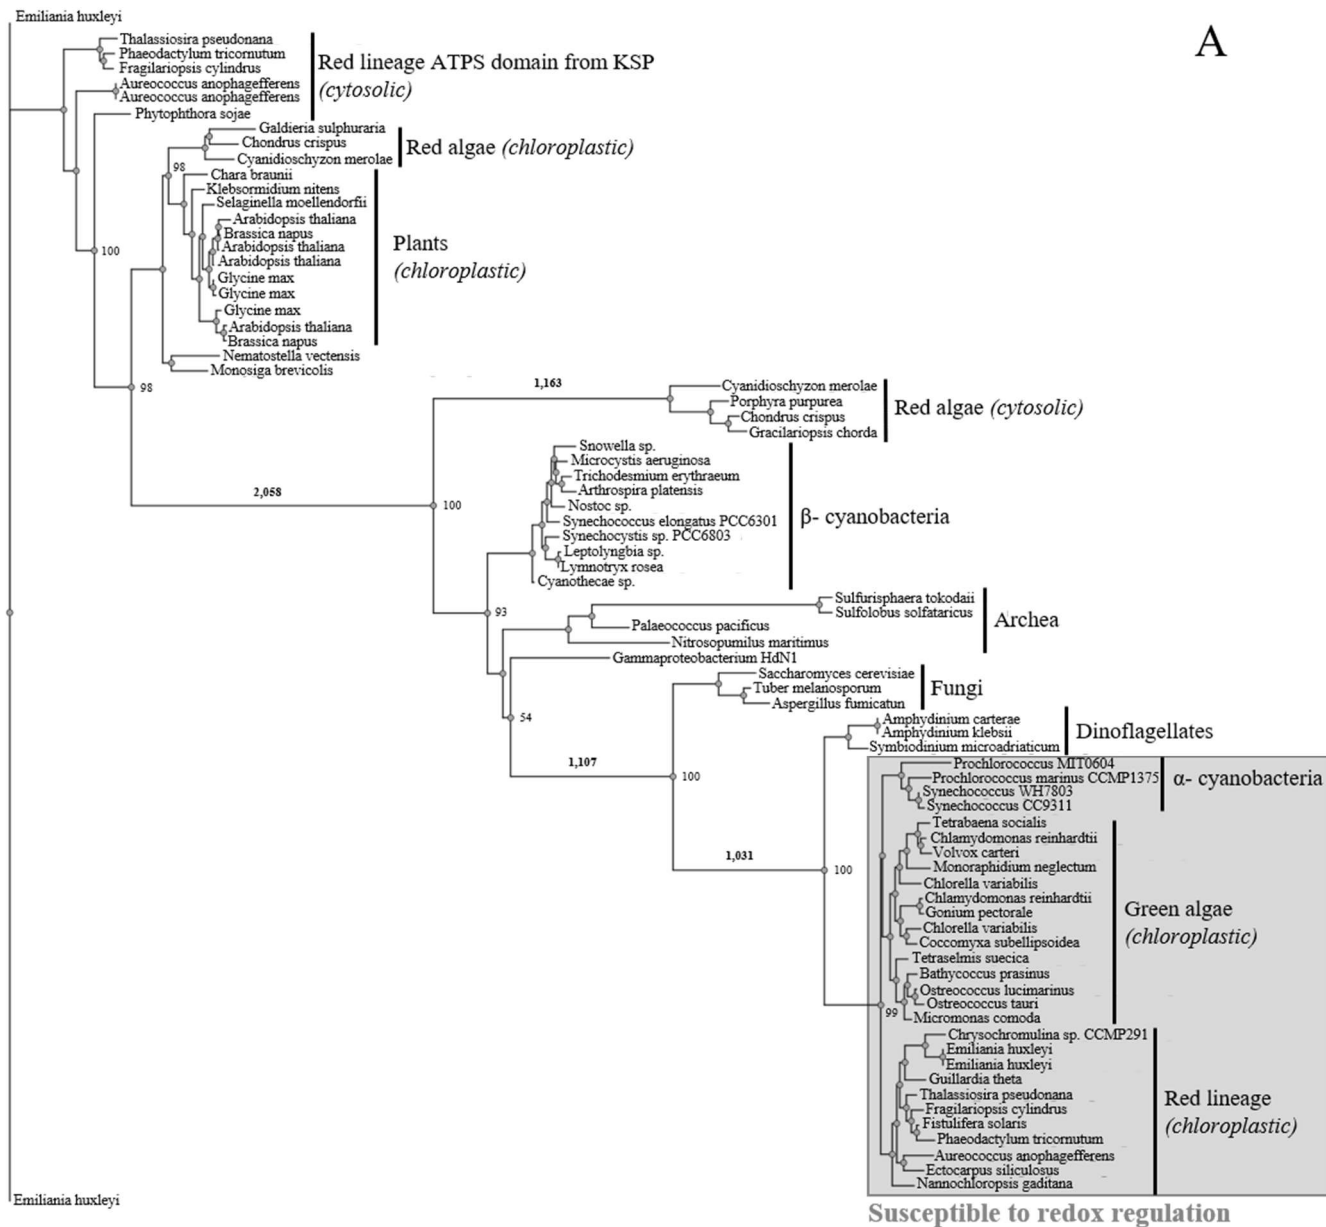 Emiliania huxleyi
A
Thalassiosira pseudonana
Phaeodactylum tricornutum
Fragilariopsis cylindrus
Red lineage ATPS domain from KSP
(cytosolic)
Aureococcus anophagefferens
Aureococcus anophagefferens
Phytophthora sojae
Galdieria sulphuraria
Chondrus crispus
Cyanidioschyzon merolae
Red algae (chloroplastic)
98
Chara braunii
Klebsormidium nitens
Selaginella moellendorfii
Arabidopsis thaliana
Brassica napus
Arabidopsis thaliana
Arabidopsis thaliana
Glycine max
Glycine max
Glycine max
Arabidopsis thaliana
Brassica napus
Plants
(chloroplastic)
100
Nematostella vectensis
Monosiga brevicolis
98
1,163
Cyanidioschyzon merolae
Porphyra purpurea
Chondrus crispus
Gracilariopsis chorda
Red algae (cytosolic)
2,058
100
Snowella sp.
Microcystis aeruginosa
Trichodesmium erythraeum
Arthrospira platensis
Nostoc sp.
Synechococcus elongatus PCC6301
Synechocystis sp. PCC6803
Leptolyngbia sp.
Lymnotryx rosea
Cyanothecae sp.
β- cyanobacteria
93
Sulfurisphaera tokodaii
Sulfolobus solfataricus
Palaeococcus pacificus
Nitrosopumilus maritimus
Archea
Gammaproteobacterium HdN1
54
Saccharomyces cerevisiae
Tuber melanosporum
Aspergillus fumicatun
Fungi
1,107
100
Amphydinium carterae
Amphydinium klebsii
Symbiodinium microadriaticum
Dinoflagellates
1,031
100
Prochlorococcus MIT0604
Prochlorococcus marinus CCMP1375
Synechococcus WH7803
Synechococcus CC9311
α- cyanobacteria
Tetrabaena socialis
Chlamydomonas reinhardtii
Volvox carteri
Monoraphidium neglectum
Chlorella variabilis
Chlamydomonas reinhardtii
Gonium pectorale
Chlorella variabilis
Coccomyxa subellipsoidea
Tetraselmis suecica
Bathycoccus prasinus
Ostreococcus lucimarinus
Ostreococcus tauri
Micromonas comoda
Green algae
(chloroplastic)
99
Chrysochromulina sp. CCMP291
Emiliania huxleyi
Emiliania huxleyi
Guillardia theta
Thalassiosira pseudonana
Fragilariopsis cylindrus
Fistulifera solaris
Phaeodactylum tricornutum
Aureococcus anophagefferens
Ectocarpus siliculosus
Nannochloropsis gaditana
Red lineage
(chloroplastic)
Emiliania huxleyi
Susceptible to redox regulation